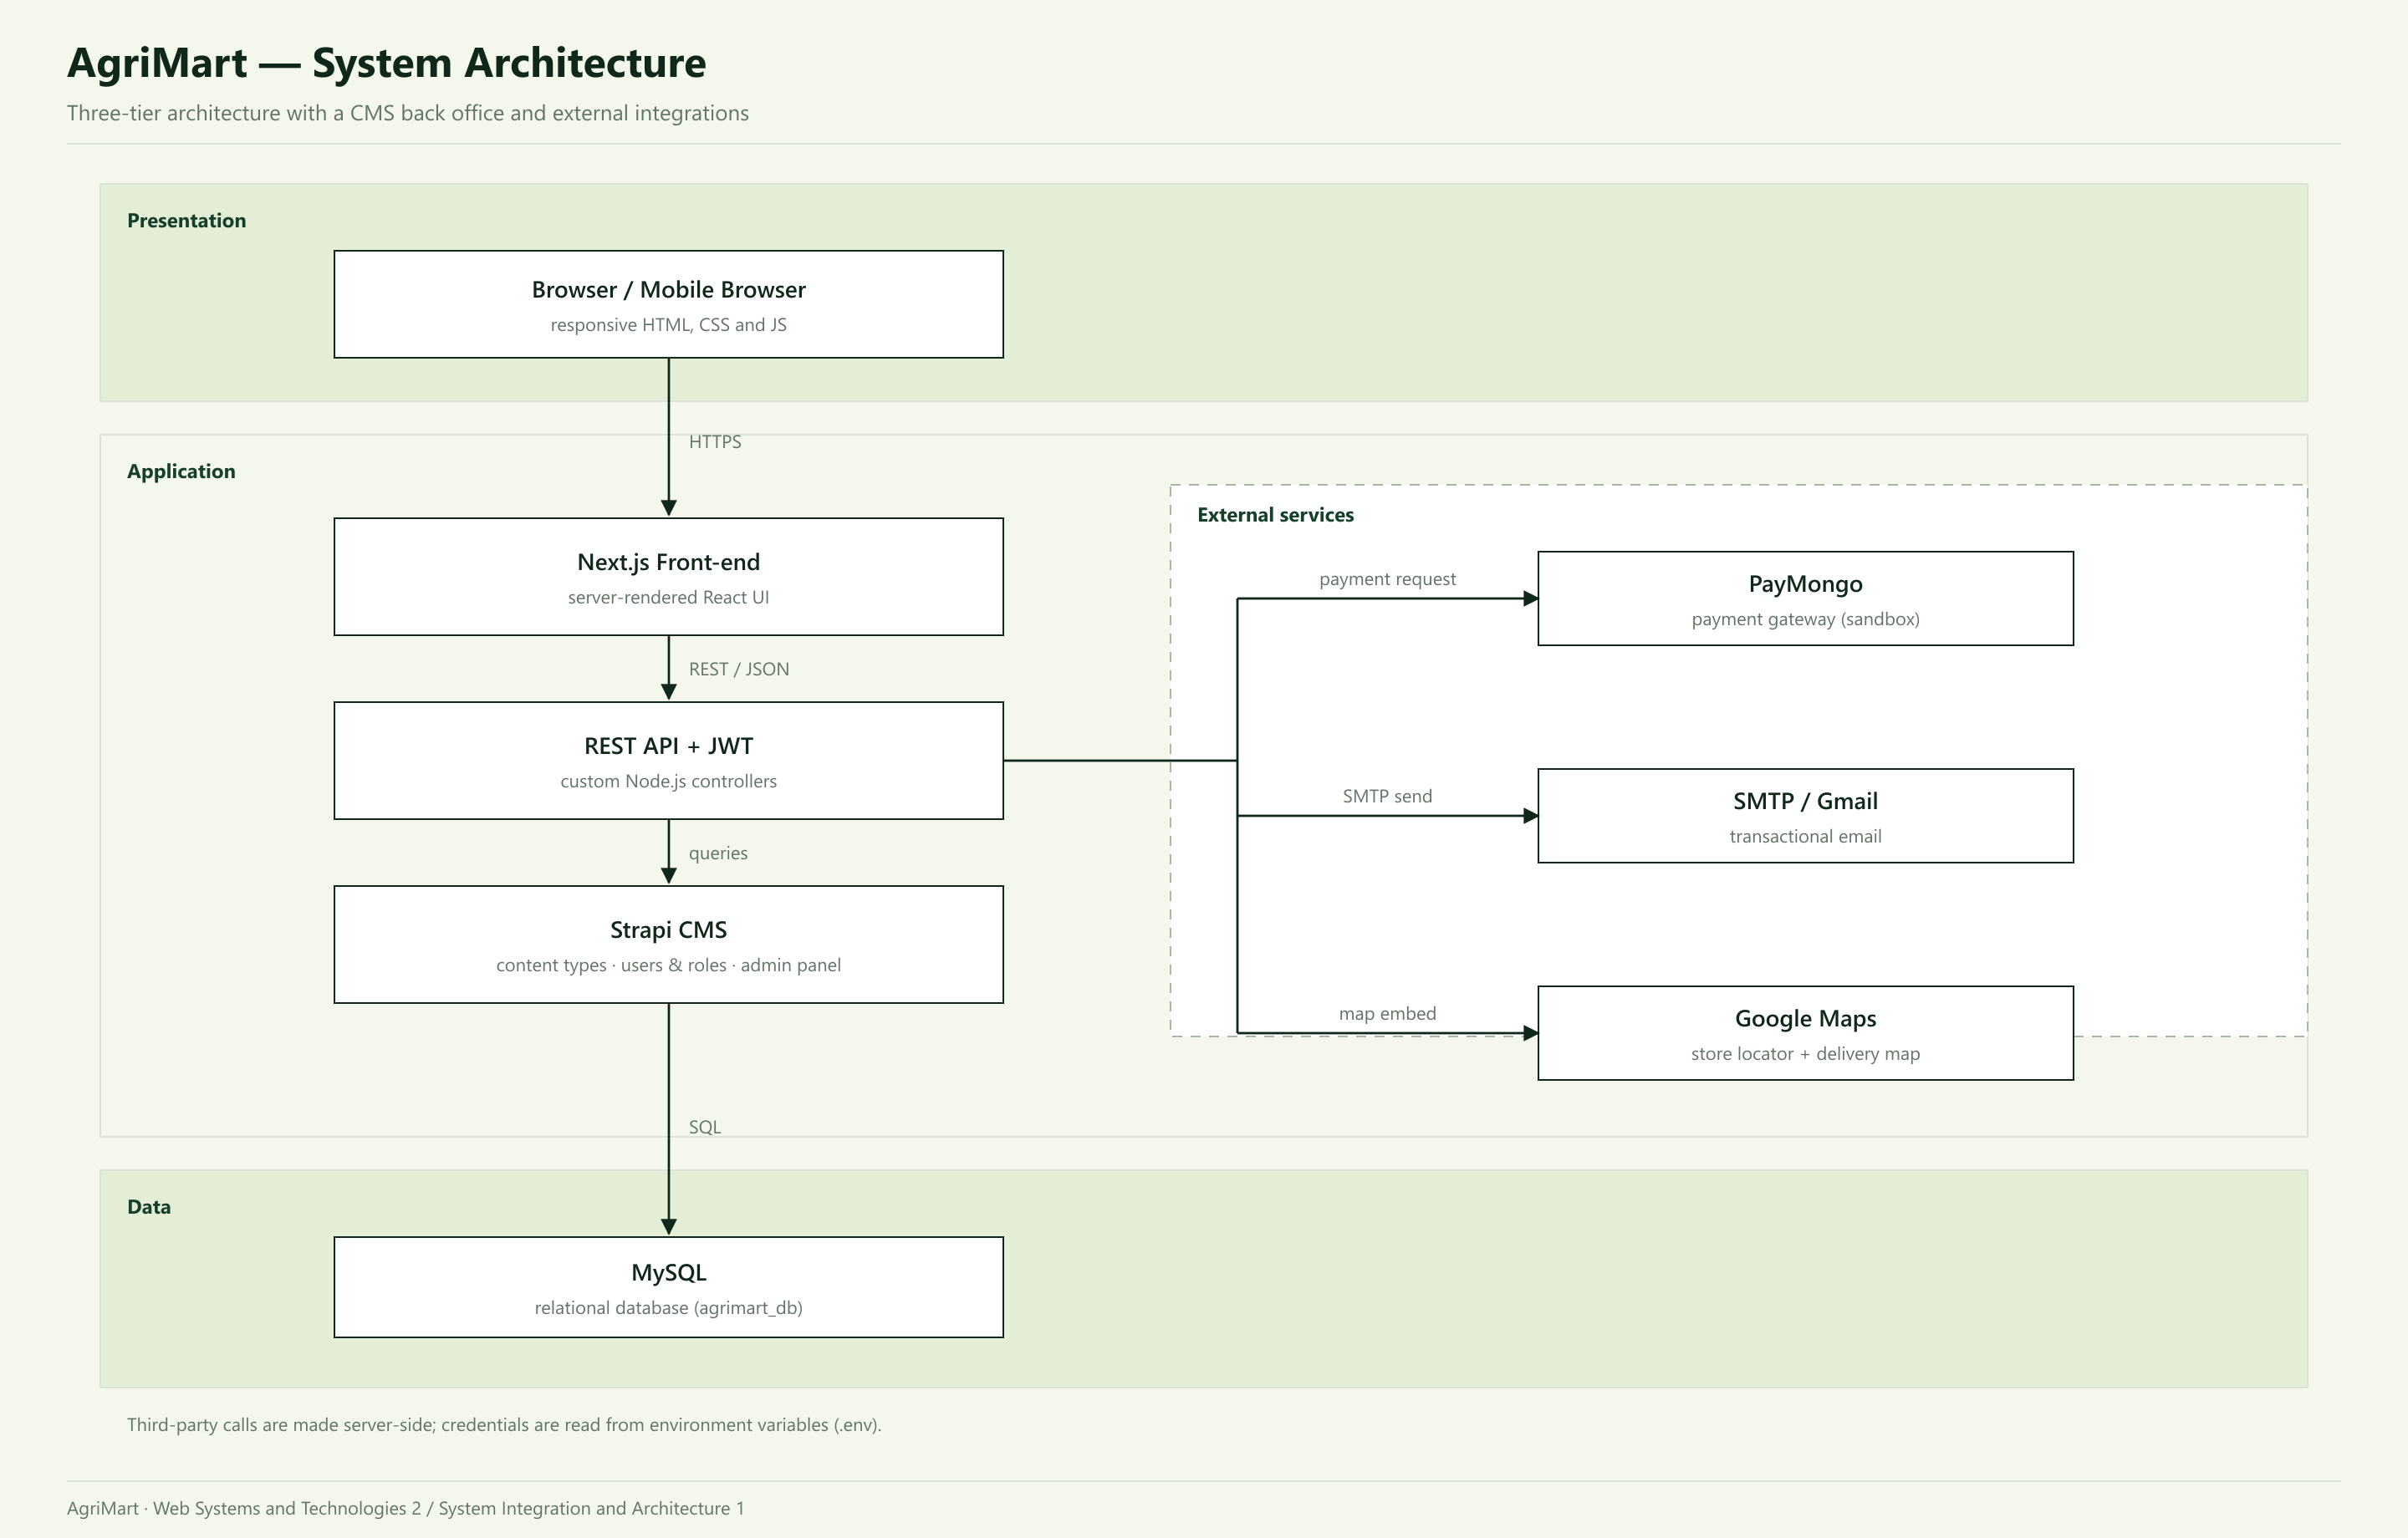 AgriMart — System Architecture
Three-tier architecture with a CMS back office and external integrations
Presentation
Browser / Mobile Browser
responsive HTML, CSS and JS
HTTPS
Application
Next.js Front-end
server-rendered React UI
REST / JSON
REST API + JWT
custom Node.js controllers
queries
Strapi CMS
content types · users & roles · admin panel
SQL
External services
payment request
PayMongo
payment gateway (sandbox)
SMTP send
SMTP / Gmail
transactional email
map embed
Google Maps
store locator + delivery map
Data
MySQL
relational database (agrimart_db)
Third-party calls are made server-side; credentials are read from environment variables (.env).
AgriMart · Web Systems and Technologies 2 / System Integration and Architecture 1